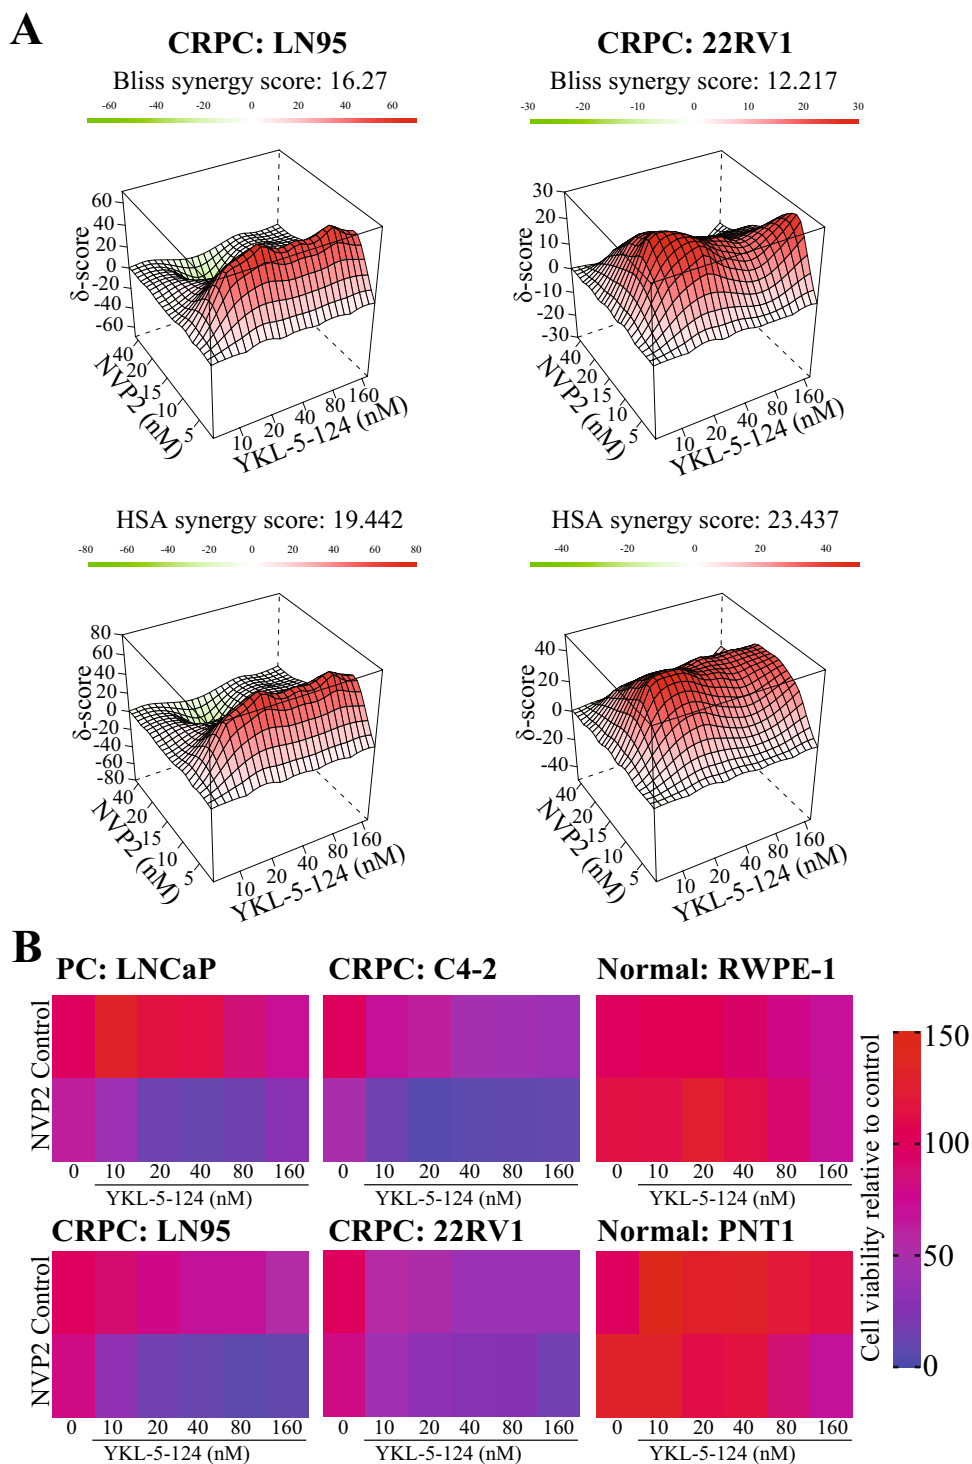 A
CRPC: LN95
Bliss synergy score: 16.27
-60 -40 -20 0 20 40 60
60
40
20
0
-20
-40
-60
δ-score
40
20
15
10
5
NVP2 (nM)
10 20 40 80 160
YKL-5-124 (nM)
CRPC: 22RV1
Bliss synergy score: 12.217
-30 -20 -10 0 10 20 30
30
20
10
0
-10
-20
-30
δ-score
40
20
15
10
5
NVP2 (nM)
10 20 40 80 160
YKL-5-124 (nM)
HSA synergy score: 19.442
-80 -60 -40 -20 0 20 40 60 80
80
60
40
20
0
-20
-40
-60
-80
δ-score
40
20
15
10
5
NVP2 (nM)
10 20 40 80 160
YKL-5-124 (nM)
HSA synergy score: 23.437
-40 -20 0 20 40
40
20
0
-20
-40
δ-score
40
20
15
10
5
NVP2 (nM)
10 20 40 80 160
YKL-5-124 (nM)
B
PC: LNCaP
NVP2 Control
0 10 20 40 80 160
YKL-5-124 (nM)
CRPC: C4-2
0 10 20 40 80 160
YKL-5-124 (nM)
Normal: RWPE-1
0 10 20 40 80 160
YKL-5-124 (nM)
CRPC: LN95
NVP2 Control
0 10 20 40 80 160
YKL-5-124 (nM)
CRPC: 22RV1
0 10 20 40 80 160
YKL-5-124 (nM)
Normal: PNT1
0 10 20 40 80 160
YKL-5-124 (nM)
Cell viability relative to control
150
100
50
0